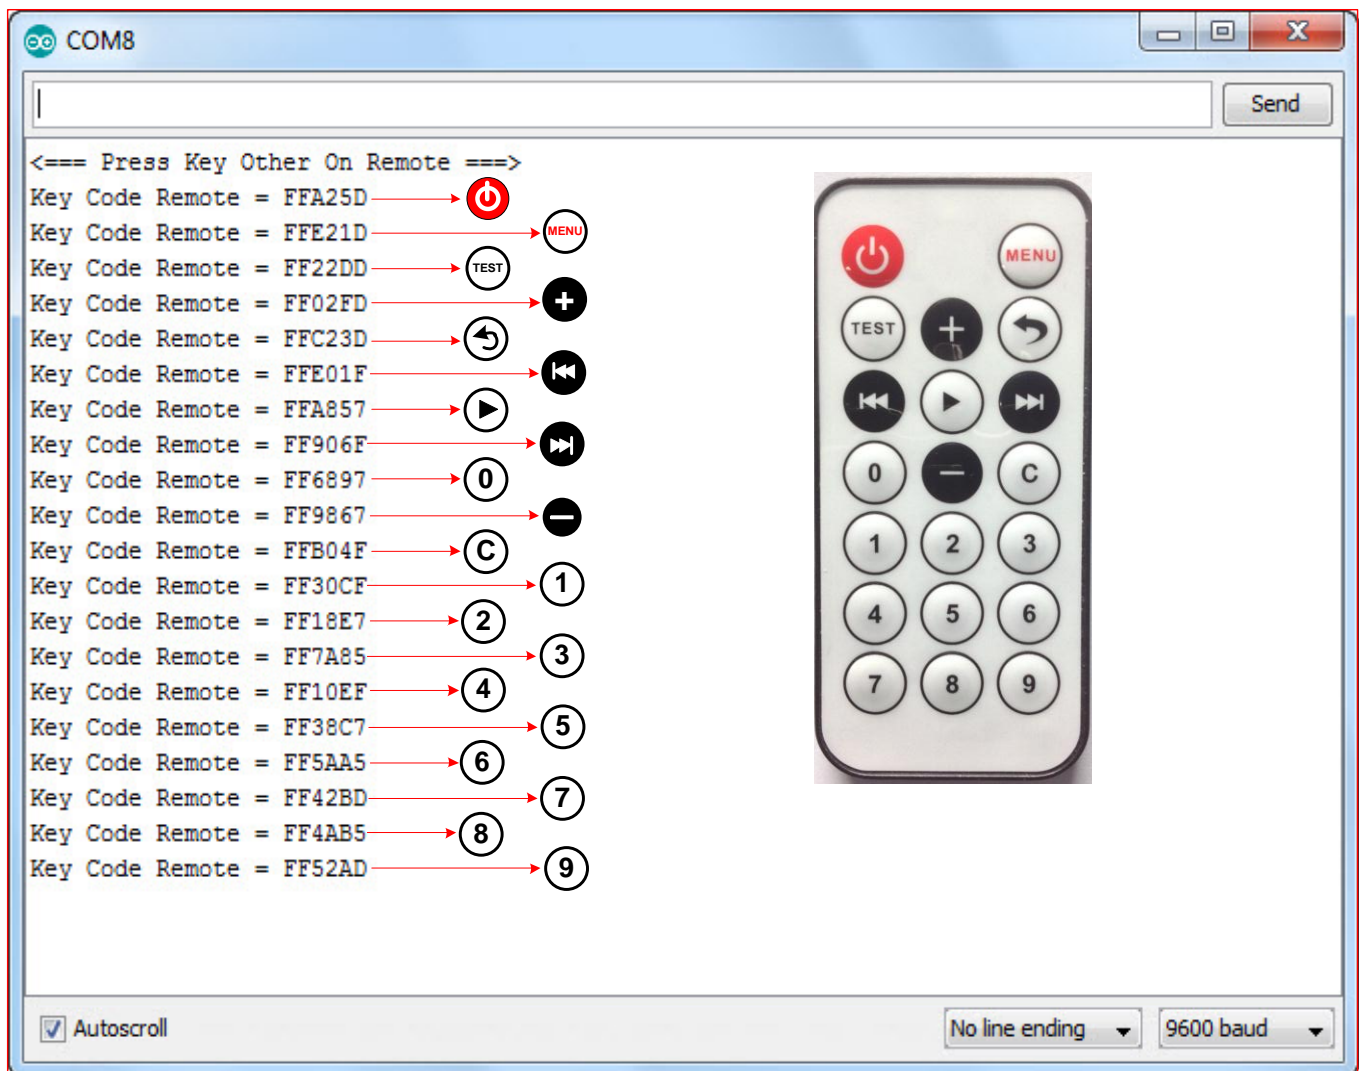 COM8
Send
<=== Press Key Other On Remote ===>
Key Code Remote = FFA25D
Key Code Remote = FFE21D MENU
Key Code Remote = FF22DD TEST
Key Code Remote = FF02FD +
Key Code Remote = FFC23D
Key Code Remote = FFE01F
Key Code Remote = FFA857
Key Code Remote = FF906F
Key Code Remote = FF6897 0
Key Code Remote = FF9867 −
Key Code Remote = FFB04F C
Key Code Remote = FF30CF 1
Key Code Remote = FF18E7 2
Key Code Remote = FF7A85 3
Key Code Remote = FF10EF 4
Key Code Remote = FF38C7 5
Key Code Remote = FF5AA5 6
Key Code Remote = FF42BD 7
Key Code Remote = FF4AB5 8
Key Code Remote = FF52AD 9
MENU
TEST +
0 − C
1 2 3
4 5 6
7 8 9
Autoscroll
No line ending
9600 baud